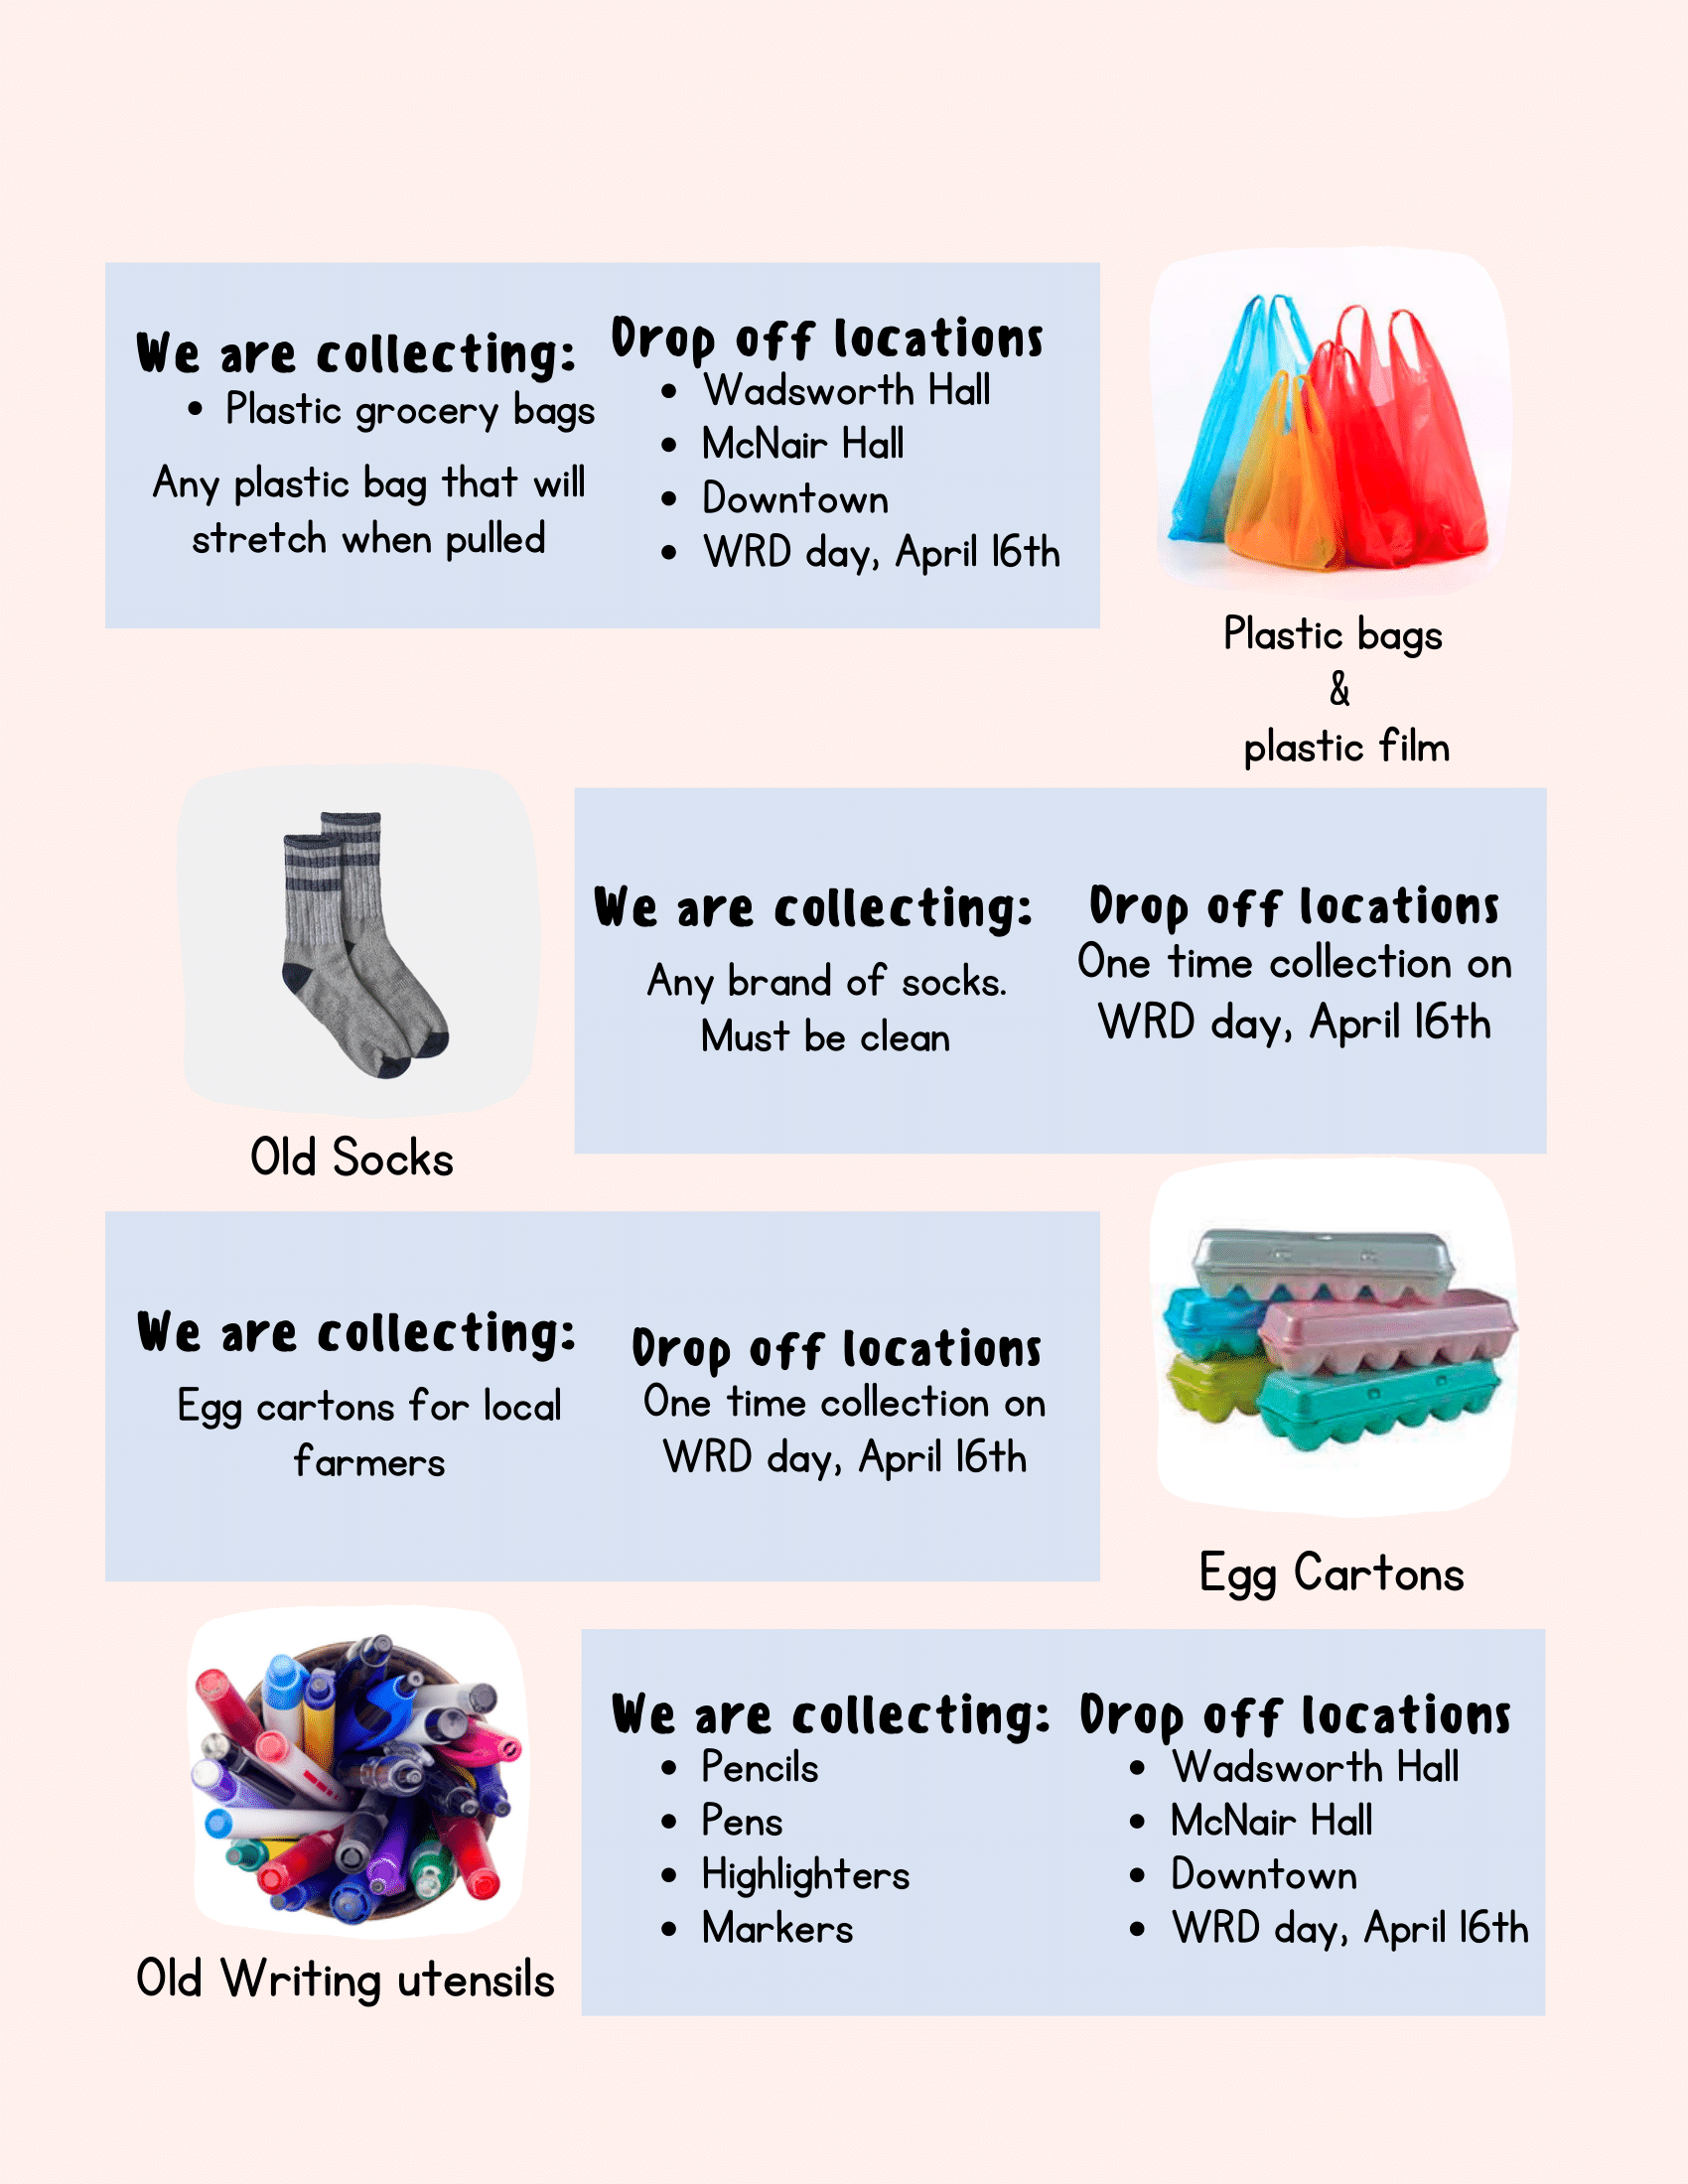 We are collecting:
• Plastic grocery bags
Any plastic bag that will
stretch when pulled
Drop off locations
• Wadsworth Hall
• McNair Hall
• Downtown
• WRD day, April 16th
Plastic bags
&
plastic film
Old Socks
We are collecting:
Any brand of socks.
Must be clean
Drop off locations
One time collection on
WRD day, April 16th
We are collecting:
Egg cartons for local
farmers
Drop off locations
One time collection on
WRD day, April 16th
Egg Cartons
Old Writing utensils
We are collecting:
• Pencils
• Pens
• Highlighters
• Markers
Drop off locations
• Wadsworth Hall
• McNair Hall
• Downtown
• WRD day, April 16th